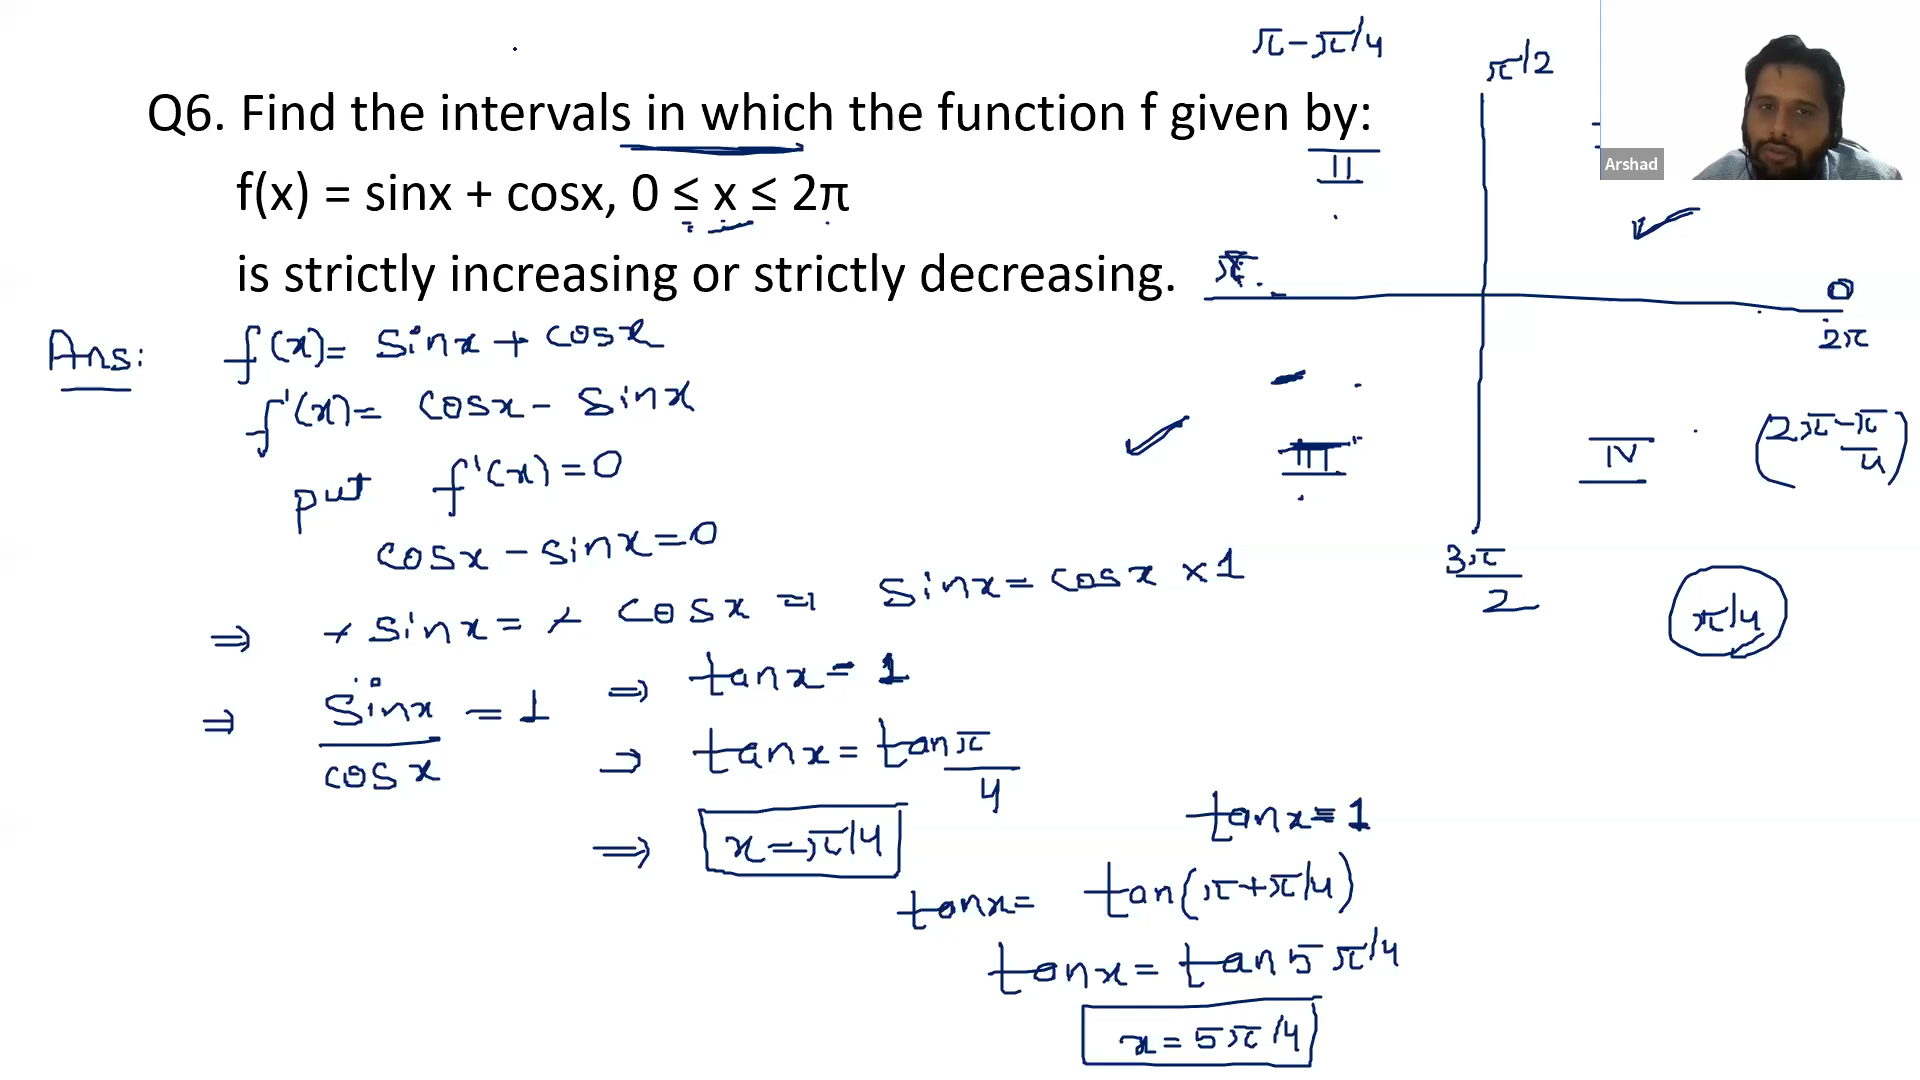 Q6. Find the intervals in which the function f given by:
f(x) = sinx + cosx, 0 ≤ x ≤ 2π
is strictly increasing or strictly decreasing.
Ans: f(x)= sinx + cosx
f'(x)= cosx - sinx
put f'(x)=0
cosx - sinx=0
⇒ + sinx = + cosx ⇒ sinx= cosx ×1
⇒ sinx/cosx = 1 ⇒ tanx= 1
⇒ tanx= tan π/4
⇒ x=π/4
tanx=1
tanx= tan(π+π/4)
tanx= tan5π/4
x=5π/4
π-π/4
π/2
II
π
0
2π
III
IV
(2π-π/4)
3π/2
π/4
Arshad